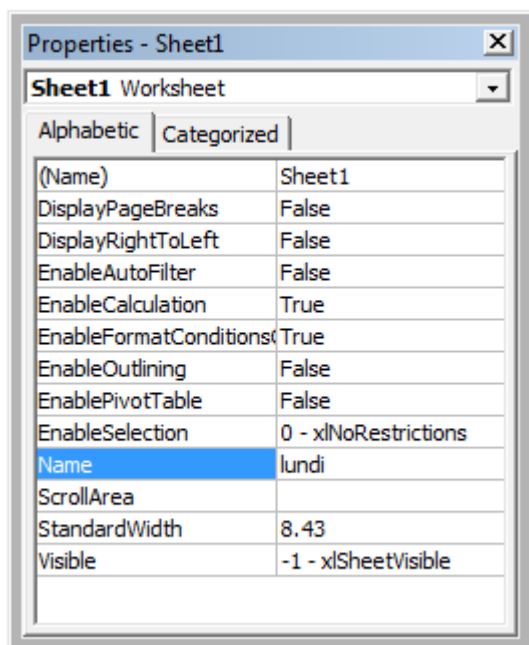 Properties - Sheet1
Sheet1 Worksheet
Alphabetic Categorized
(Name) Sheet1
DisplayPageBreaks False
DisplayRightToLeft False
EnableAutoFilter False
EnableCalculation True
EnableFormatConditionsC True
EnableOutlining False
EnablePivotTable False
EnableSelection 0 - xlNoRestrictions
Name lundi
ScrollArea
StandardWidth 8.43
Visible -1 - xlSheetVisible